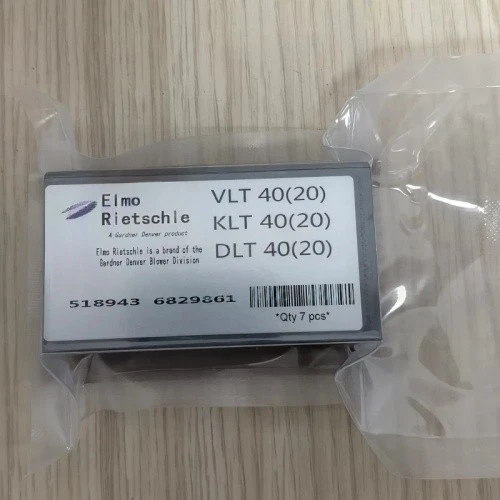 Elmo
Rietschle
A Gardner Denver product
Elmo Rietschle is a brand of the
Gardner Denver Blower Division
VLT 40(20)
KLT 40(20)
DLT 40(20)
518943 6829861
*Qty 7 pcs*